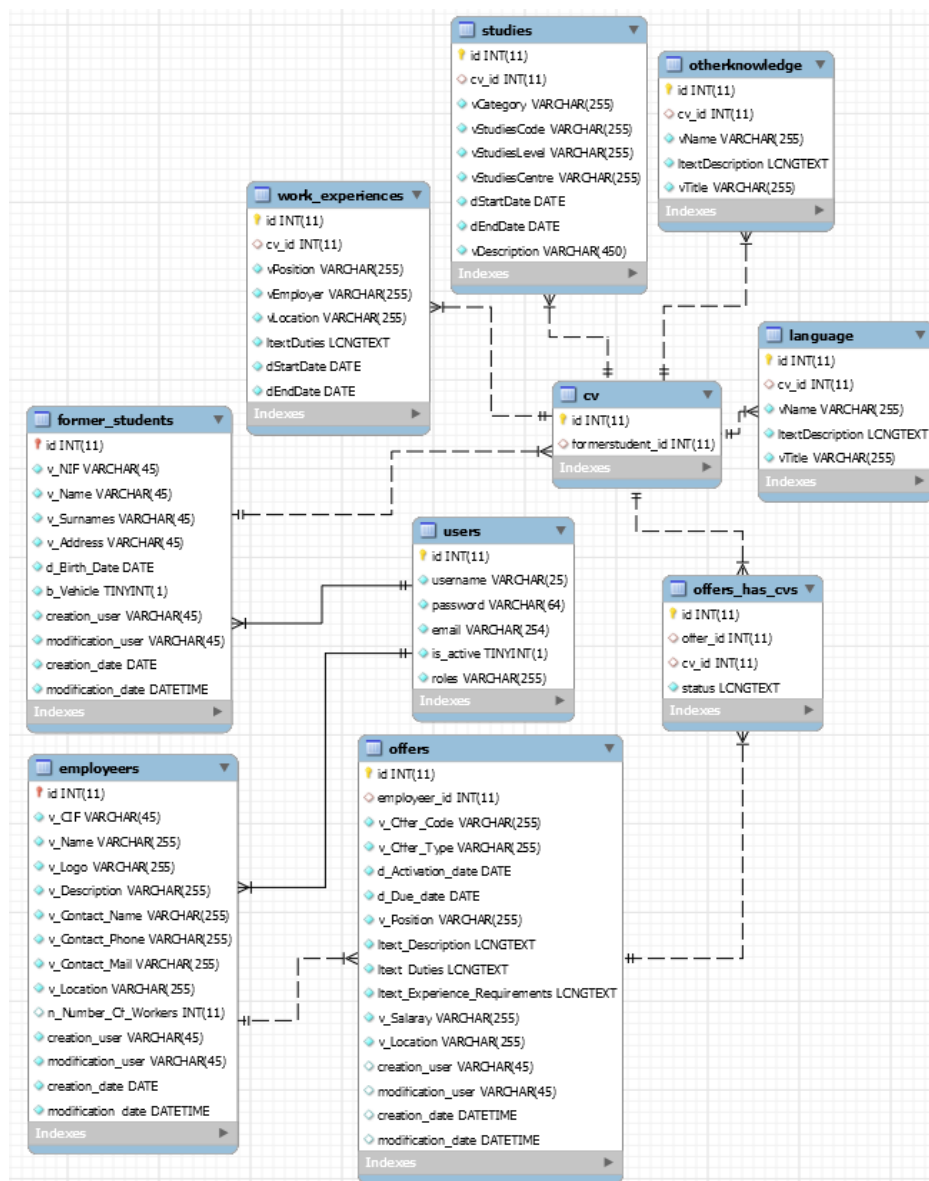 studies
id INT(11)
cv_id INT(11)
vCategory VARCHAR(255)
vStudiesCode VARCHAR(255)
vStudiesLevel VARCHAR(255)
vStudiesCentre VARCHAR(255)
dStartDate DATE
dEndDate DATE
vDescription VARCHAR(450)
Indexes
otherknowledge
id INT(11)
cv_id INT(11)
vName VARCHAR(255)
ltextDescription LONGTEXT
vTitle VARCHAR(255)
Indexes
work_experiences
id INT(11)
cv_id INT(11)
vPosition VARCHAR(255)
vEmployer VARCHAR(255)
vLocation VARCHAR(255)
ltextDuties LONGTEXT
dStartDate DATE
dEndDate DATE
Indexes
language
id INT(11)
cv_id INT(11)
vName VARCHAR(255)
ltextDescription LONGTEXT
vTitle VARCHAR(255)
Indexes
cv
id INT(11)
formerstudent_id INT(11)
Indexes
former_students
id INT(11)
v_NIF VARCHAR(45)
v_Name VARCHAR(45)
v_Surnames VARCHAR(45)
v_Address VARCHAR(45)
d_Birth_Date DATE
b_Vehicle TINYINT(1)
creation_user VARCHAR(45)
modification_user VARCHAR(45)
creation_date DATE
modification_date DATETIME
Indexes
users
id INT(11)
username VARCHAR(25)
password VARCHAR(64)
email VARCHAR(254)
is_active TINYINT(1)
roles VARCHAR(255)
Indexes
offers_has_cvs
id INT(11)
offer_id INT(11)
cv_id INT(11)
status LONGTEXT
Indexes
employeers
id INT(11)
v_CIF VARCHAR(45)
v_Name VARCHAR(255)
v_Logo VARCHAR(255)
v_Description VARCHAR(255)
v_Contact_Name VARCHAR(255)
v_Contact_Phone VARCHAR(255)
v_Contact_Mail VARCHAR(255)
v_Location VARCHAR(255)
n_Number_Of_Workers INT(11)
creation_user VARCHAR(45)
modification_user VARCHAR(45)
creation_date DATE
modification_date DATETIME
Indexes
offers
id INT(11)
employeer_id INT(11)
v_Offer_Code VARCHAR(255)
v_Offer_Type VARCHAR(255)
d_Activation_date DATE
d_Due_date DATE
v_Position VARCHAR(255)
ltext_Description LONGTEXT
ltext_Duties LONGTEXT
ltext_Experience_Requirements LONGTEXT
v_Salaray VARCHAR(255)
v_Location VARCHAR(255)
creation_user VARCHAR(45)
modification_user VARCHAR(45)
creation_date DATETIME
modification_date DATETIME
Indexes